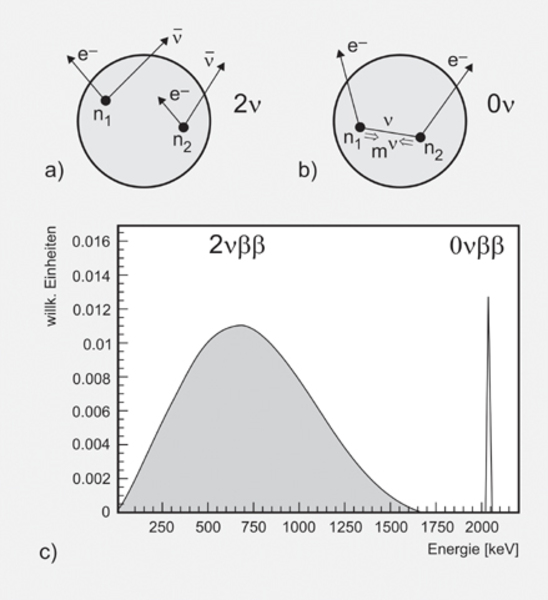 e⁻ ν̄ ν̄ e⁻ 2ν
n₁ n₂
a)
e⁻ e⁻ 0ν
ν
n₁ ⇒ mᵛ ⇐ n₂
b)
willk. Einheiten
2νββ 0νββ
0.016
0.014
0.012
0.01
0.008
0.006
0.004
0.002
0
250 500 750 1000 1250 1500 1750 2000
Energie [keV]
c)